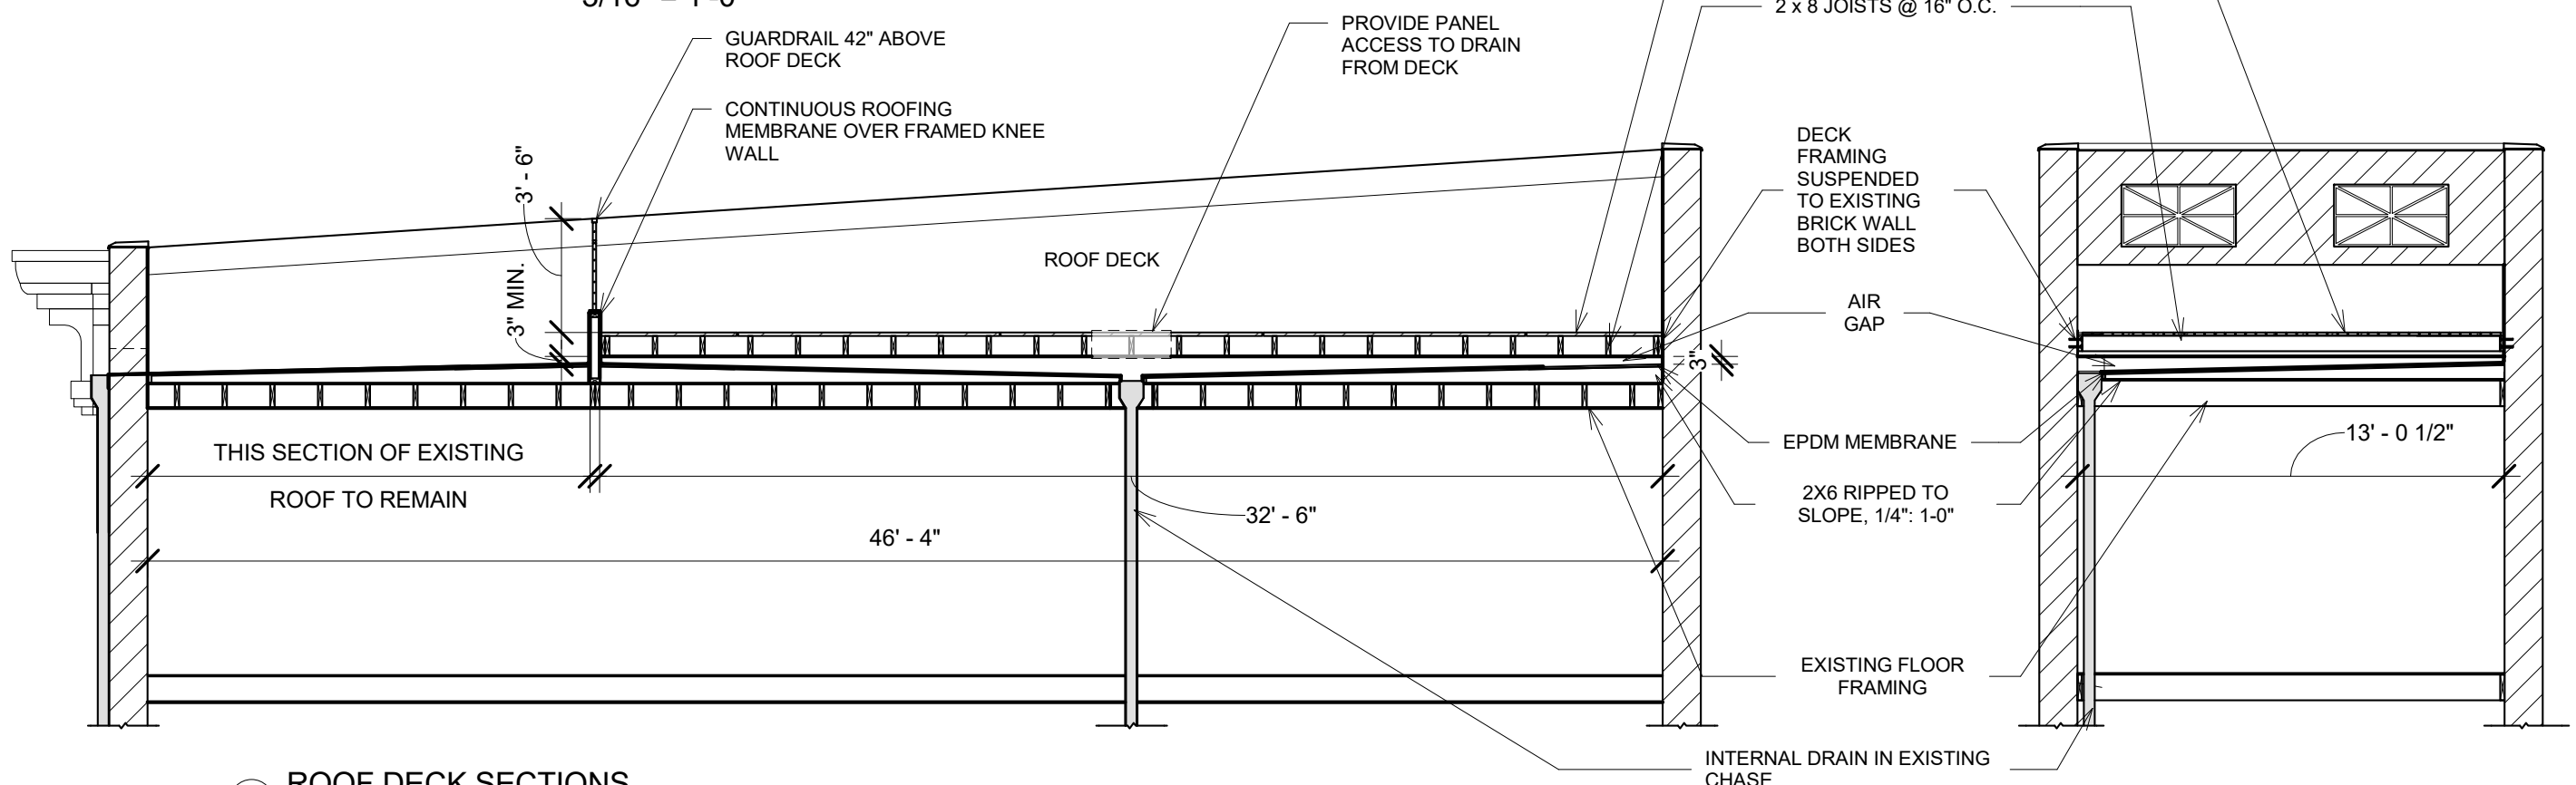 GUARDRAIL 42" ABOVE
ROOF DECK
CONTINUOUS ROOFING
MEMBRANE OVER FRAMED KNEE
WALL
PROVIDE PANEL
ACCESS TO DRAIN
FROM DECK
2 x 8 JOISTS @ 16" O.C.
DECK
FRAMING
SUSPENDED
TO EXISTING
BRICK WALL
BOTH SIDES
3' - 6"
3" MIN.
ROOF DECK
AIR
GAP
3"
EPDM MEMBRANE
13' - 0 1/2"
THIS SECTION OF EXISTING
ROOF TO REMAIN
32' - 6"
46' - 4"
2X6 RIPPED TO
SLOPE, 1/4": 1-0"
EXISTING FLOOR
FRAMING
INTERNAL DRAIN IN EXISTING
CHASE
ROOF DECK SECTIONS